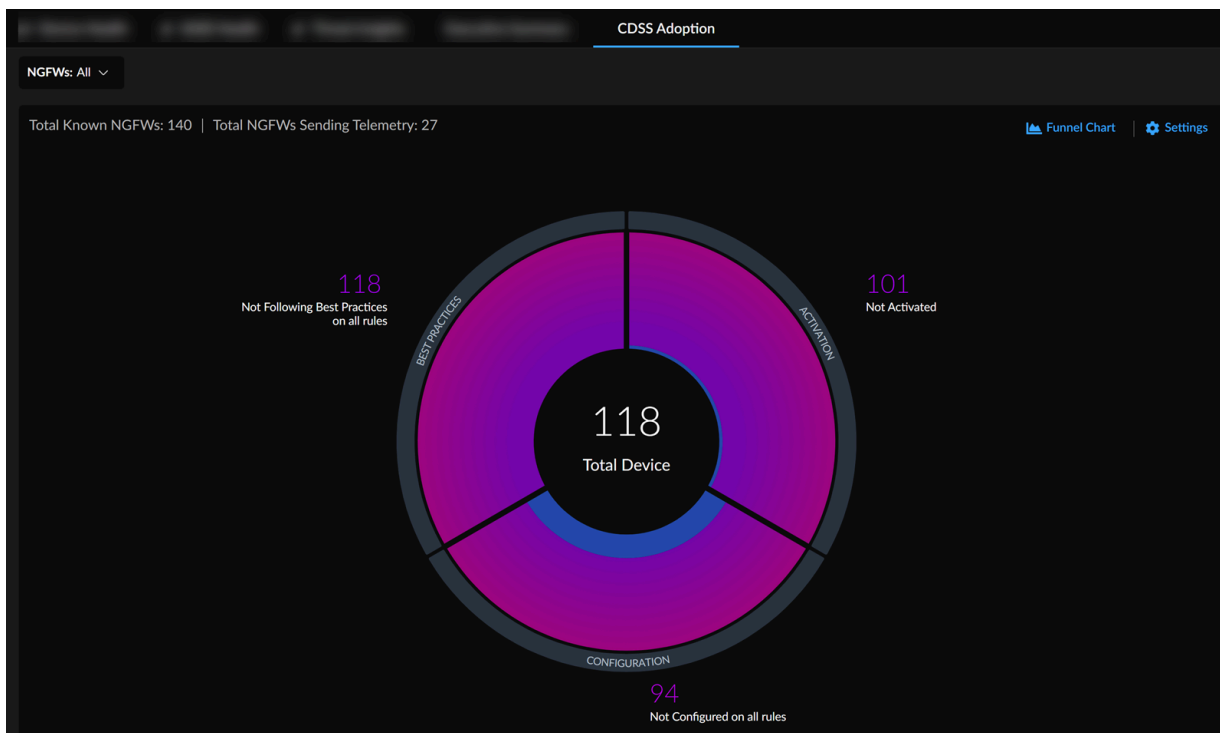 CDSS Adoption
NGFWs: All
Total Known NGFWs: 140 | Total NGFWs Sending Telemetry: 27
Funnel Chart | Settings
118
Not Following Best Practices
on all rules
101
Not Activated
BEST PRACTICES
ACTIVATION
118
Total Device
CONFIGURATION
94
Not Configured on all rules